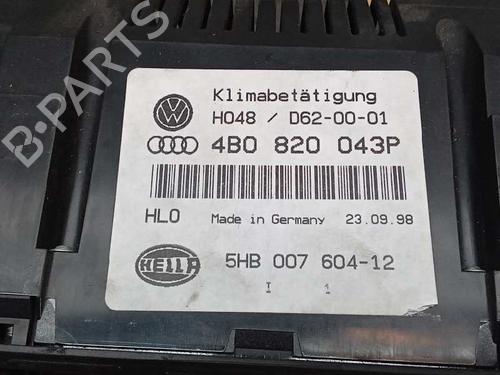 Klimabetätigung
H048 / D62-00-01
4B0 820 043P
HL0 Made in Germany 23.09.98
HELLA 5HB 007 604-12
I 1
B-PARTS